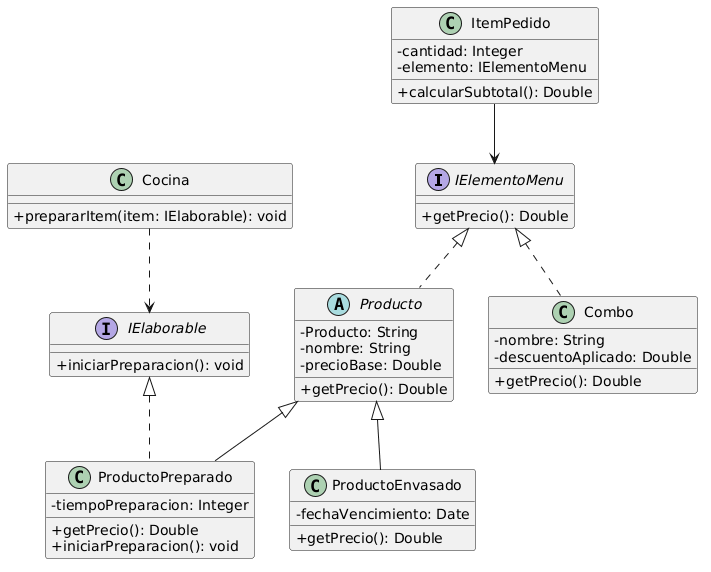 C ItemPedido
-cantidad: Integer
-elemento: IElementoMenu
+calcularSubtotal(): Double
C Cocina
+prepararItem(item: IElaborable): void
I IElementoMenu
+getPrecio(): Double
I IElaborable
+iniciarPreparacion(): void
A Producto
-Producto: String
-nombre: String
-precioBase: Double
+getPrecio(): Double
C Combo
-nombre: String
-descuentoAplicado: Double
+getPrecio(): Double
C ProductoPreparado
-tiempoPreparacion: Integer
+getPrecio(): Double
+iniciarPreparacion(): void
C ProductoEnvasado
-fechaVencimiento: Date
+getPrecio(): Double